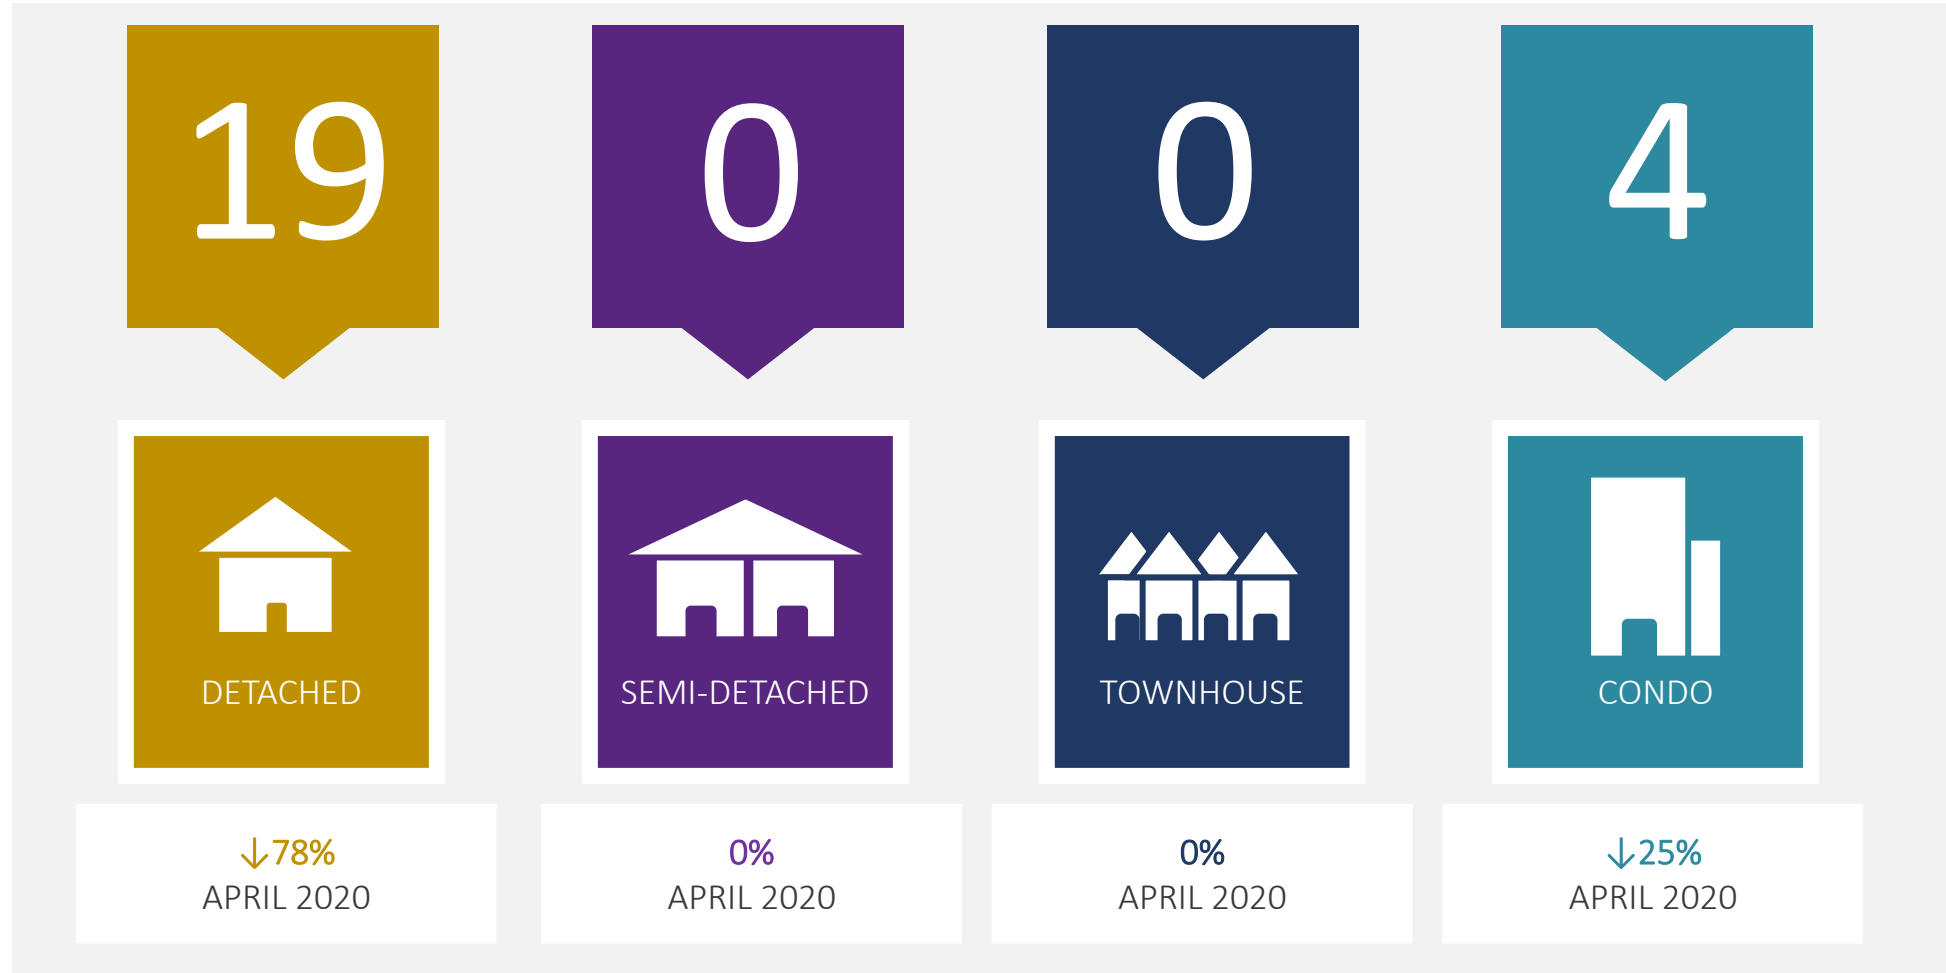 19
0
0
4
DETACHED
SEMI-DETACHED
TOWNHOUSE
CONDO
↓78%
APRIL 2020
0%
APRIL 2020
0%
APRIL 2020
↓25%
APRIL 2020